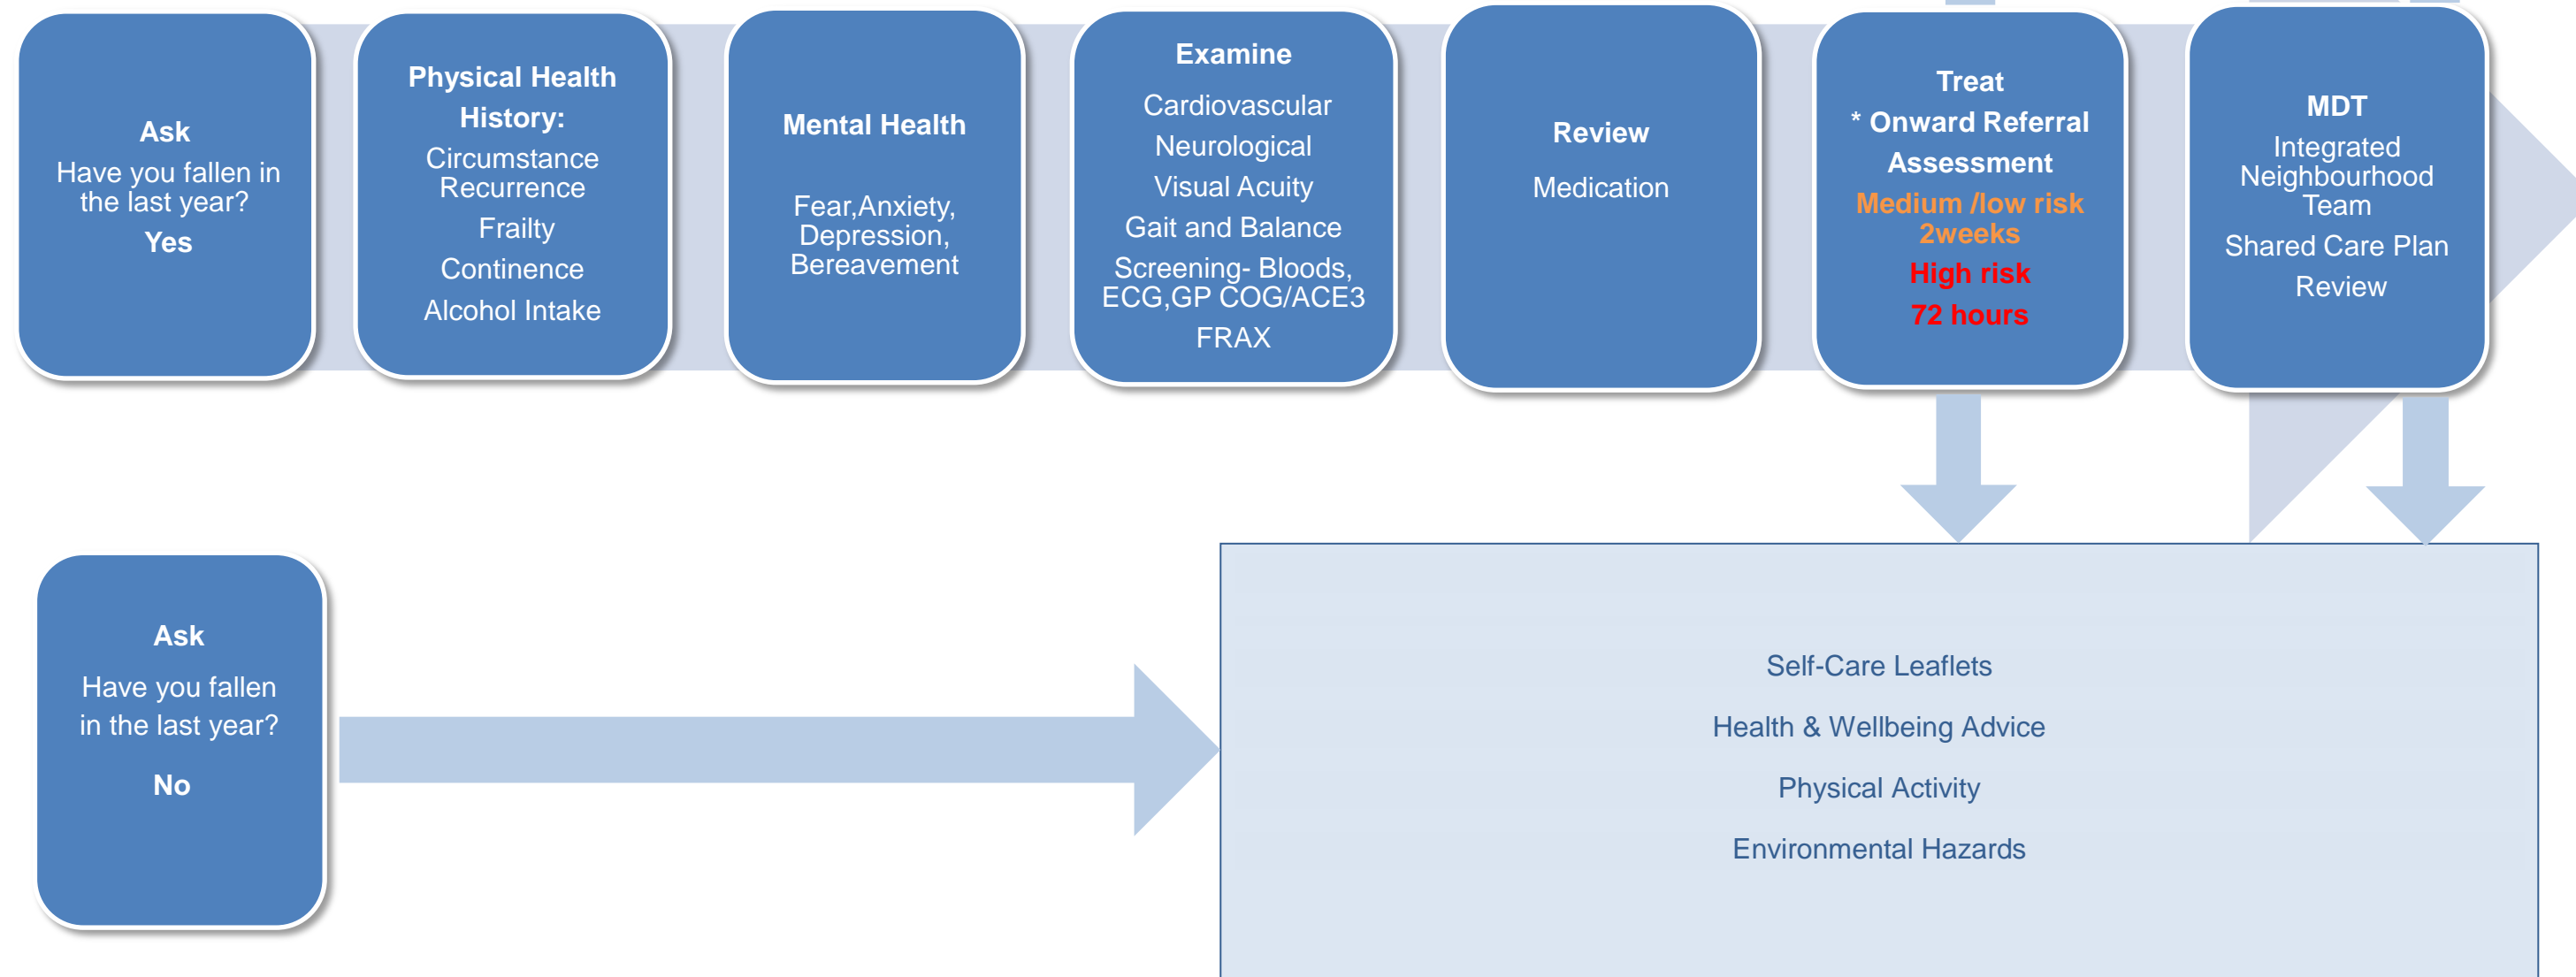 Ask
Have you fallen in
the last year?
Yes
Physical Health
History:
Circumstance
Recurrence
Frailty
Continence
Alcohol Intake
Mental Health
Fear,Anxiety,
Depression,
Bereavement
Examine
Cardiovascular
Neurological
Visual Acuity
Gait and Balance
Screening- Bloods,
ECG,GP COG/ACE3
FRAX
Review
Medication
Treat
* Onward Referral
Assessment
Medium /low risk
2weeks
High risk
72 hours
MDT
Integrated
Neighbourhood
Team
Shared Care Plan
Review
Ask
Have you fallen
in the last year?
No
Self-Care Leaflets
Health & Wellbeing Advice
Physical Activity
Environmental Hazards